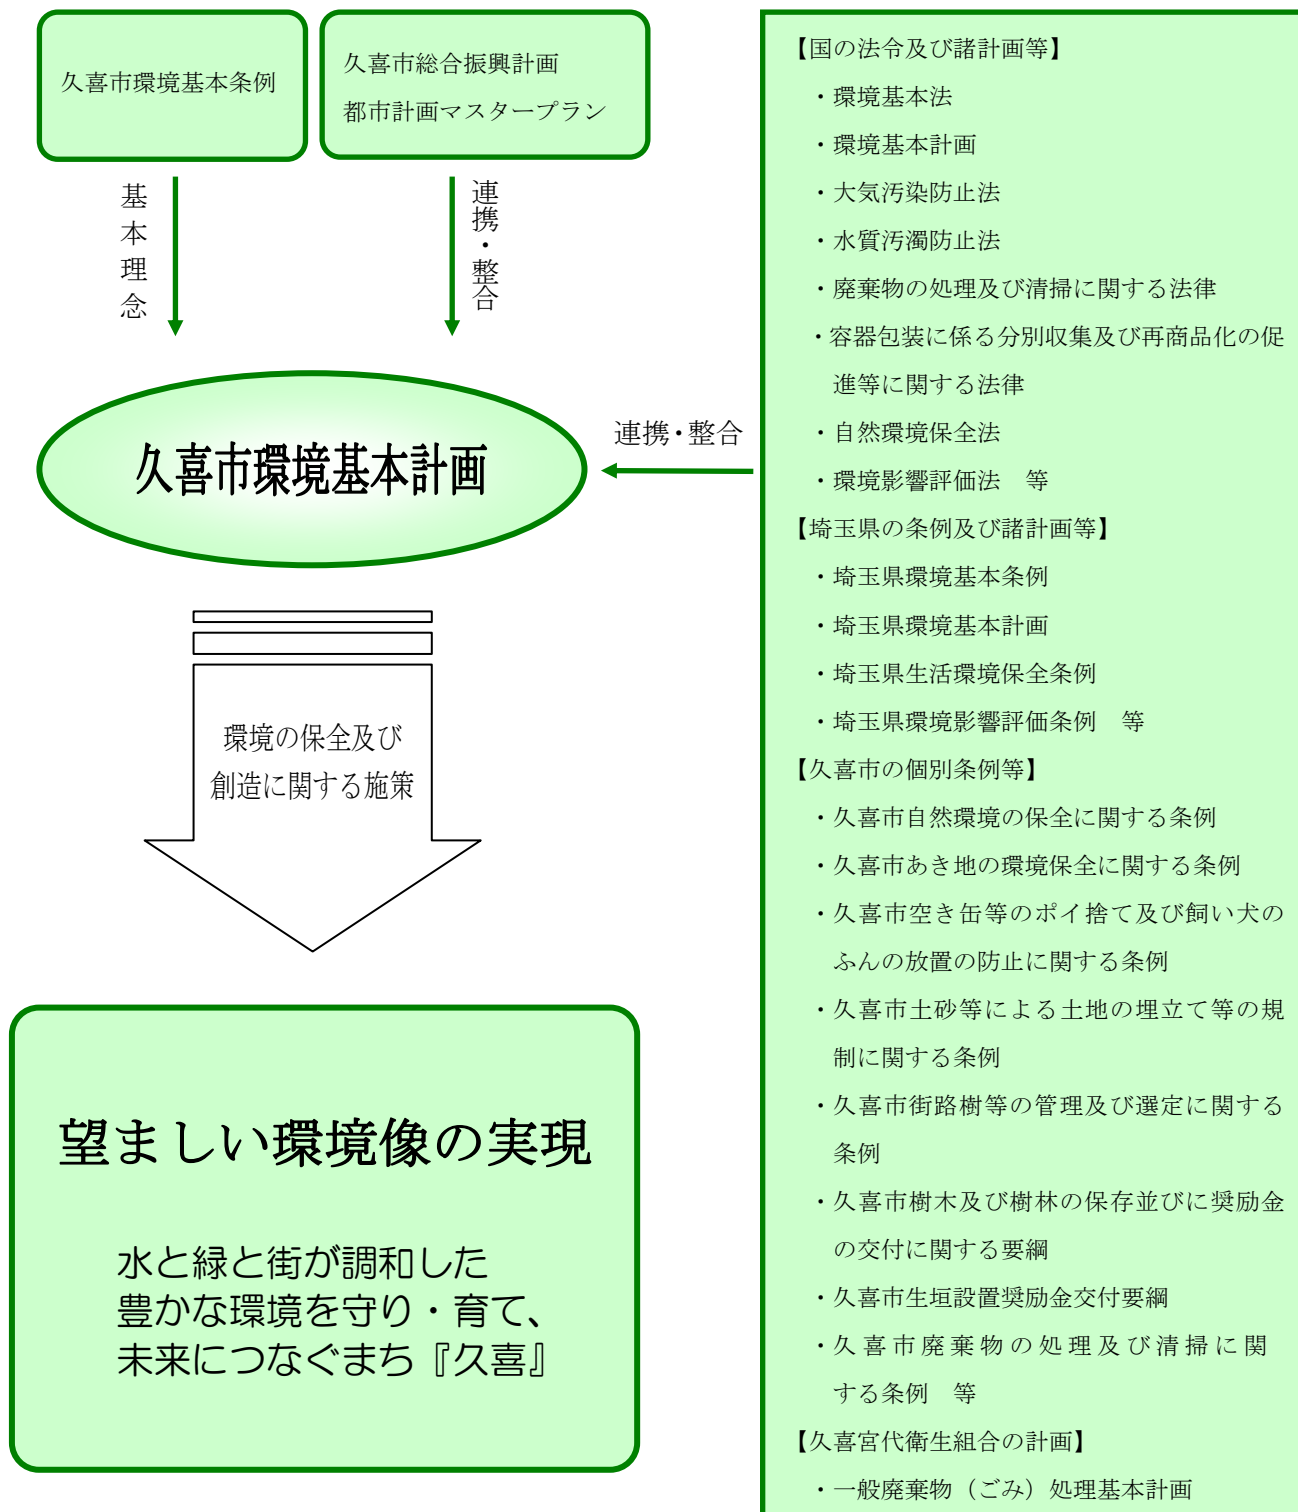 久喜市環境基本条例
久喜市総合振興計画
都市計画マスタープラン
基本理念
連携・整合
久喜市環境基本計画
連携・整合
環境の保全及び
創造に関する施策
望ましい環境像の実現
水と緑と街が調和した
豊かな環境を守り・育て、
未来につなぐまち『久喜』
【国の法令及び諸計画等】
・環境基本法
・環境基本計画
・大気汚染防止法
・水質汚濁防止法
・廃棄物の処理及び清掃に関する法律
・容器包装に係る分別収集及び再商品化の促
進等に関する法律
・自然環境保全法
・環境影響評価法　等
【埼玉県の条例及び諸計画等】
・埼玉県環境基本条例
・埼玉県環境基本計画
・埼玉県生活環境保全条例
・埼玉県環境影響評価条例　等
【久喜市の個別条例等】
・久喜市自然環境の保全に関する条例
・久喜市あき地の環境保全に関する条例
・久喜市空き缶等のポイ捨て及び飼い犬の
ふんの放置の防止に関する条例
・久喜市土砂等による土地の埋立て等の規
制に関する条例
・久喜市街路樹等の管理及び選定に関する
条例
・久喜市樹木及び樹林の保存並びに奨励金
の交付に関する要綱
・久喜市生垣設置奨励金交付要綱
・久喜市廃棄物の処理及び清掃に関
する条例　等
【久喜宮代衛生組合の計画】
・一般廃棄物（ごみ）処理基本計画